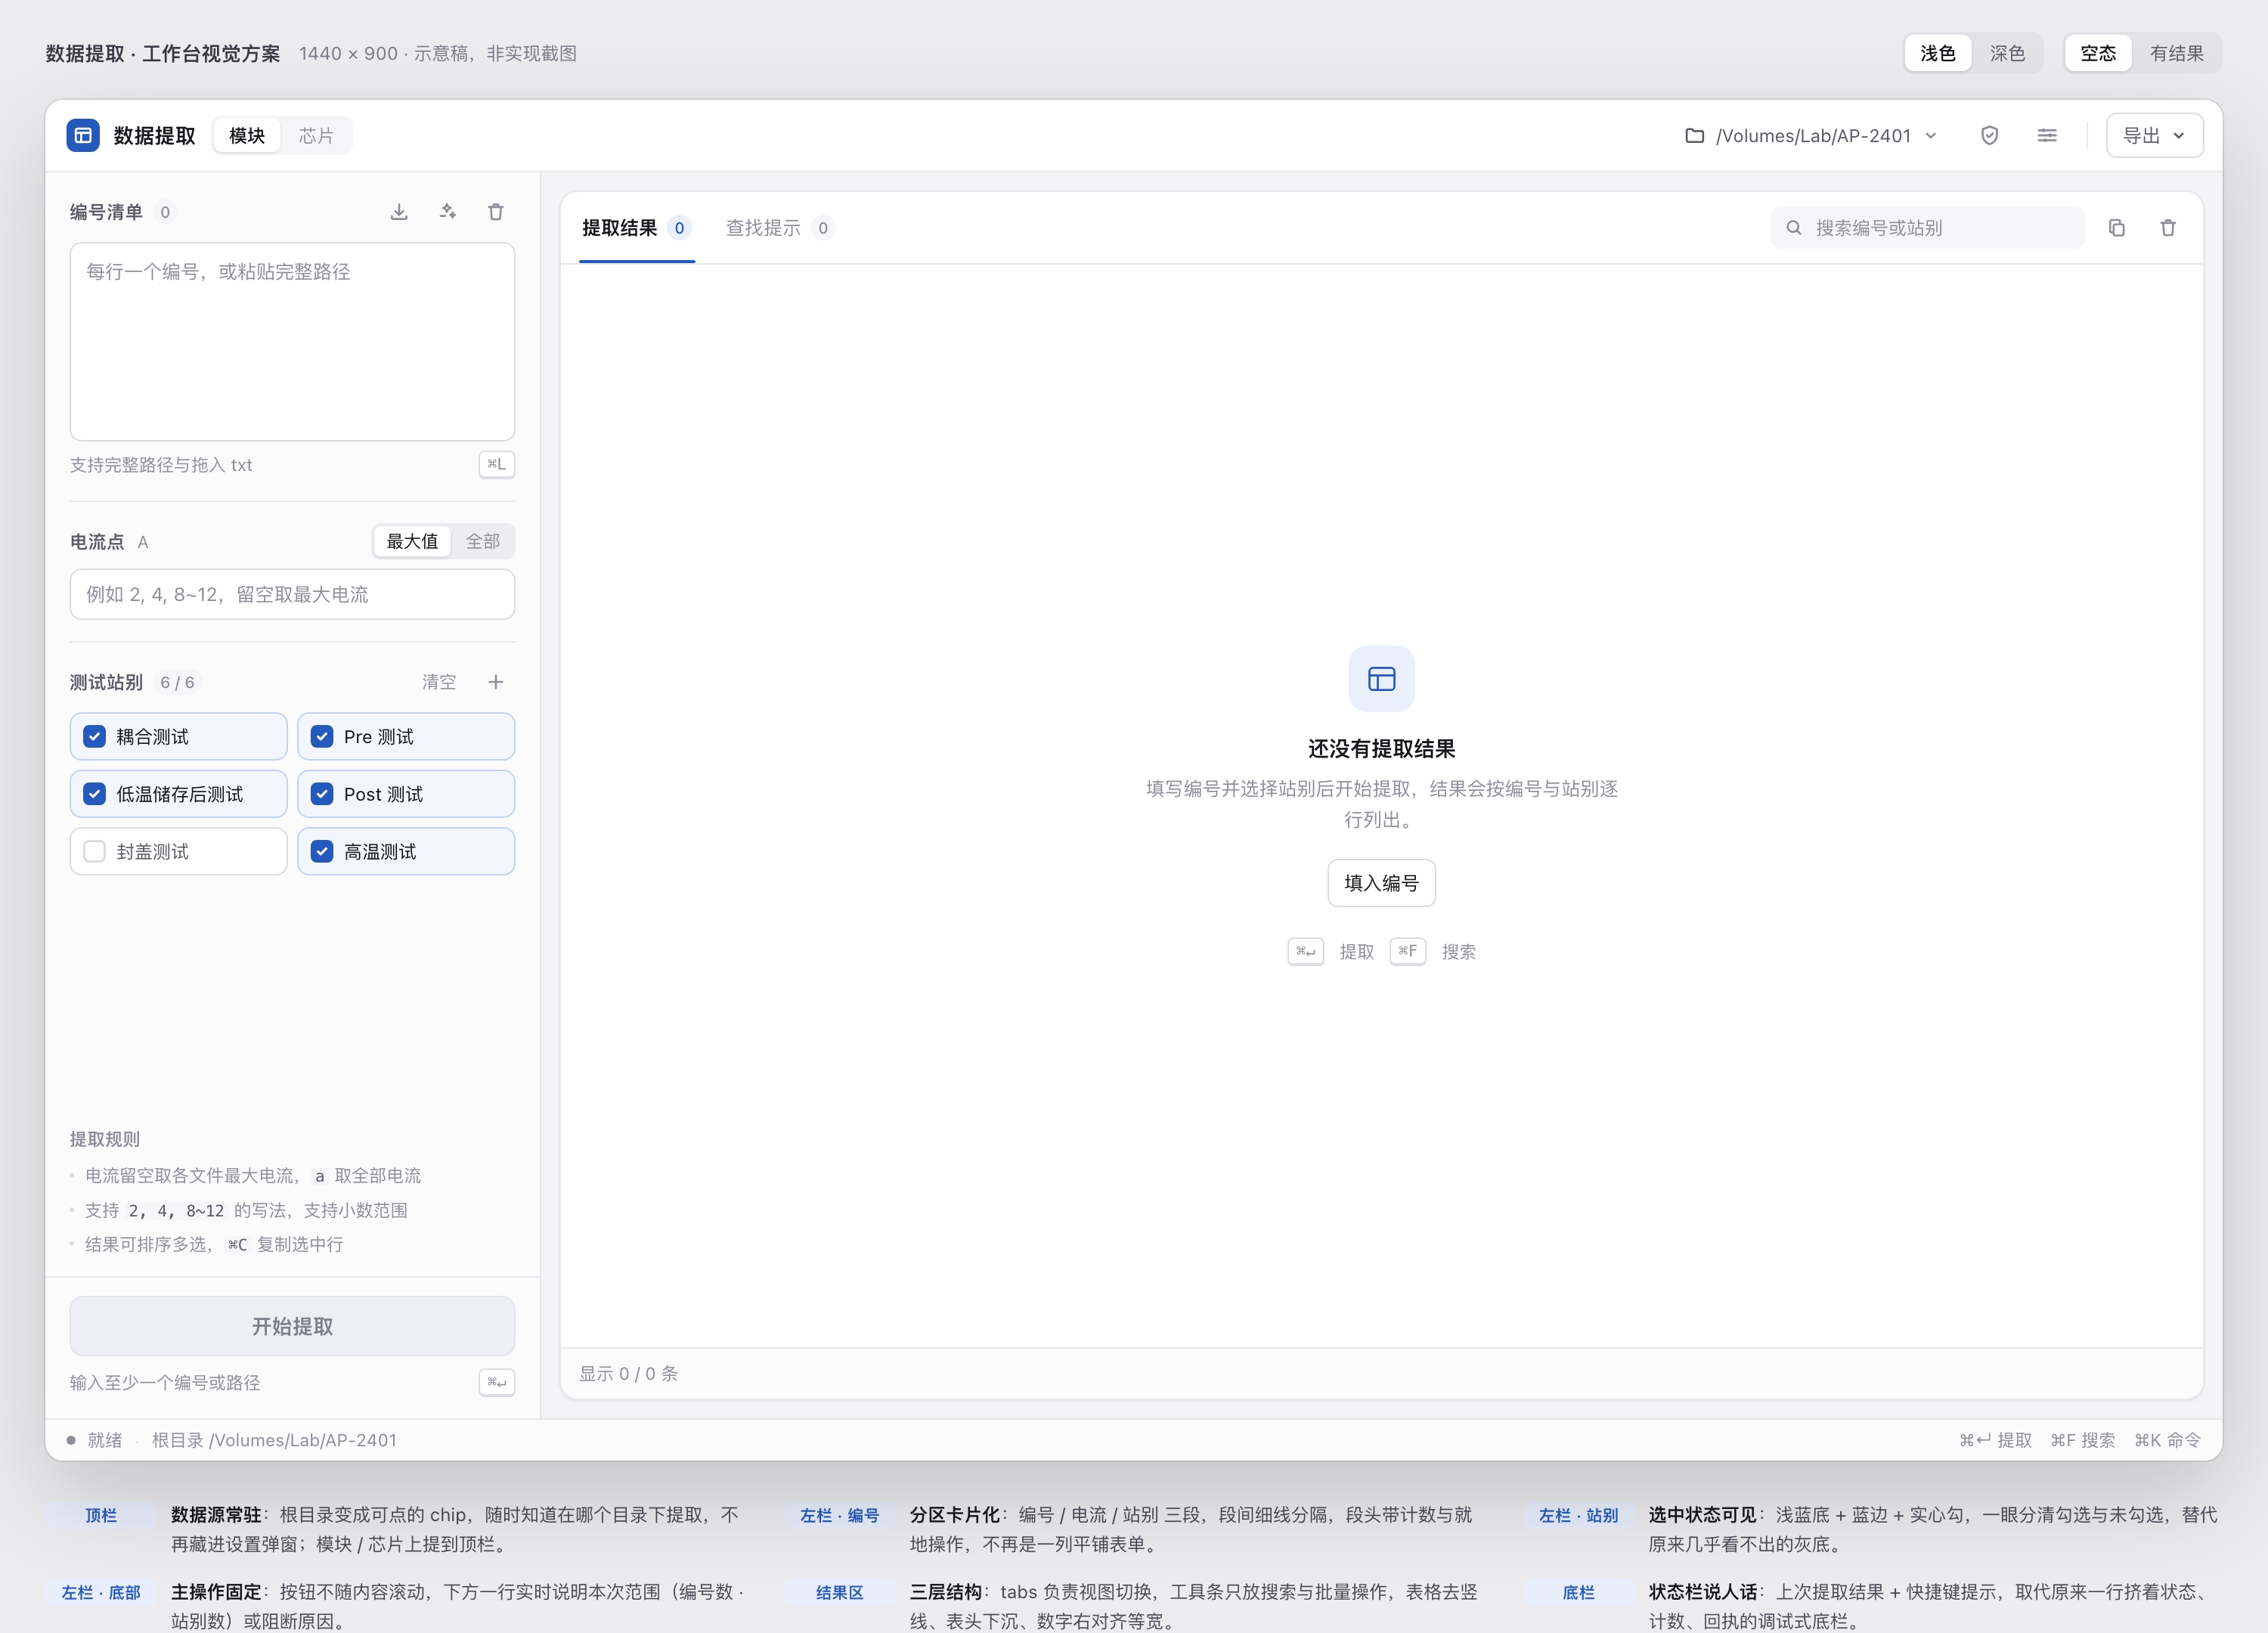 数据提取 · 工作台视觉方案 1440 × 900 · 示意稿，非实现截图 浅色 深色 空态 有结果
数据提取 模块 芯片 /Volumes/Lab/AP-2401 导出
编号清单 0
每行一个编号，或粘贴完整路径
支持完整路径与拖入 txt ⌘L
电流点 A 最大值 全部
例如 2, 4, 8~12，留空取最大电流
测试站别 6 / 6 清空
耦合测试 Pre 测试
低温储存后测试 Post 测试
封盖测试 高温测试
提取规则
• 电流留空取各文件最大电流，a 取全部电流
• 支持 2, 4, 8~12 的写法，支持小数范围
• 结果可排序多选，⌘C 复制选中行
开始提取
输入至少一个编号或路径 ⌘↵
提取结果 0 查找提示 0 搜索编号或站别
还没有提取结果
填写编号并选择站别后开始提取，结果会按编号与站别逐
行列出。
填入编号
⌘↵ 提取 ⌘F 搜索
显示 0 / 0 条
就绪 · 根目录 /Volumes/Lab/AP-2401 ⌘↵ 提取 ⌘F 搜索 ⌘K 命令
顶栏 数据源常驻：根目录变成可点的 chip，随时知道在哪个目录下提取，不
再藏进设置弹窗；模块 / 芯片上提到顶栏。
左栏 · 编号 分区卡片化：编号 / 电流 / 站别 三段，段间细线分隔，段头带计数与就
地操作，不再是一列平铺表单。
左栏 · 站别 选中状态可见：浅蓝底 + 蓝边 + 实心勾，一眼分清勾选与未勾选，替代
原来几乎看不出的灰底。
左栏 · 底部 主操作固定：按钮不随内容滚动，下方一行实时说明本次范围（编号数 ·
站别数）或阻断原因。
结果区 三层结构：tabs 负责视图切换，工具条只放搜索与批量操作，表格去竖
线、表头下沉、数字右对齐等宽。
底栏 状态栏说人话：上次提取结果 + 快捷键提示，取代原来一行挤着状态、
计数、回执的调试式底栏。